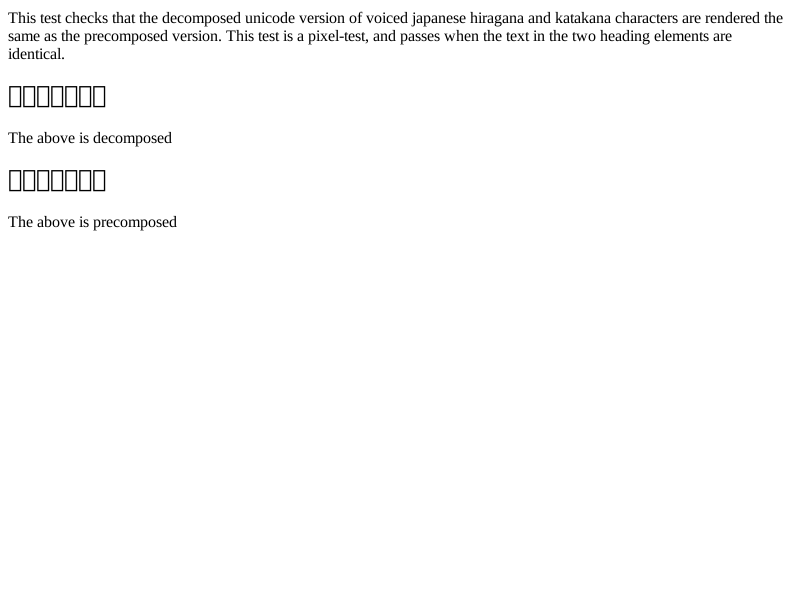 This test checks that the decomposed unicode version of voiced japanese hiragana and katakana characters are rendered the
same as the precomposed version. This test is a pixel-test, and passes when the text in the two heading elements are
identical.
The above is decomposed
The above is precomposed